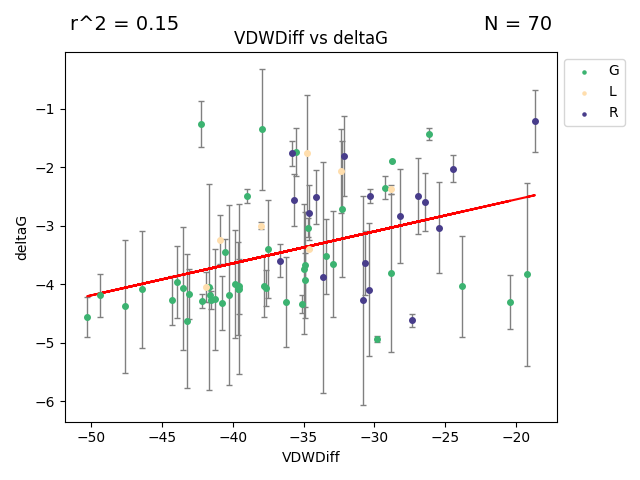 r^2 = 0.15
N = 70
VDWDiff vs deltaG
G
L
R
−1
−2
−3
−4
−5
−6
deltaG
−50 −45 −40 −35 −30 −25 −20
VDWDiff